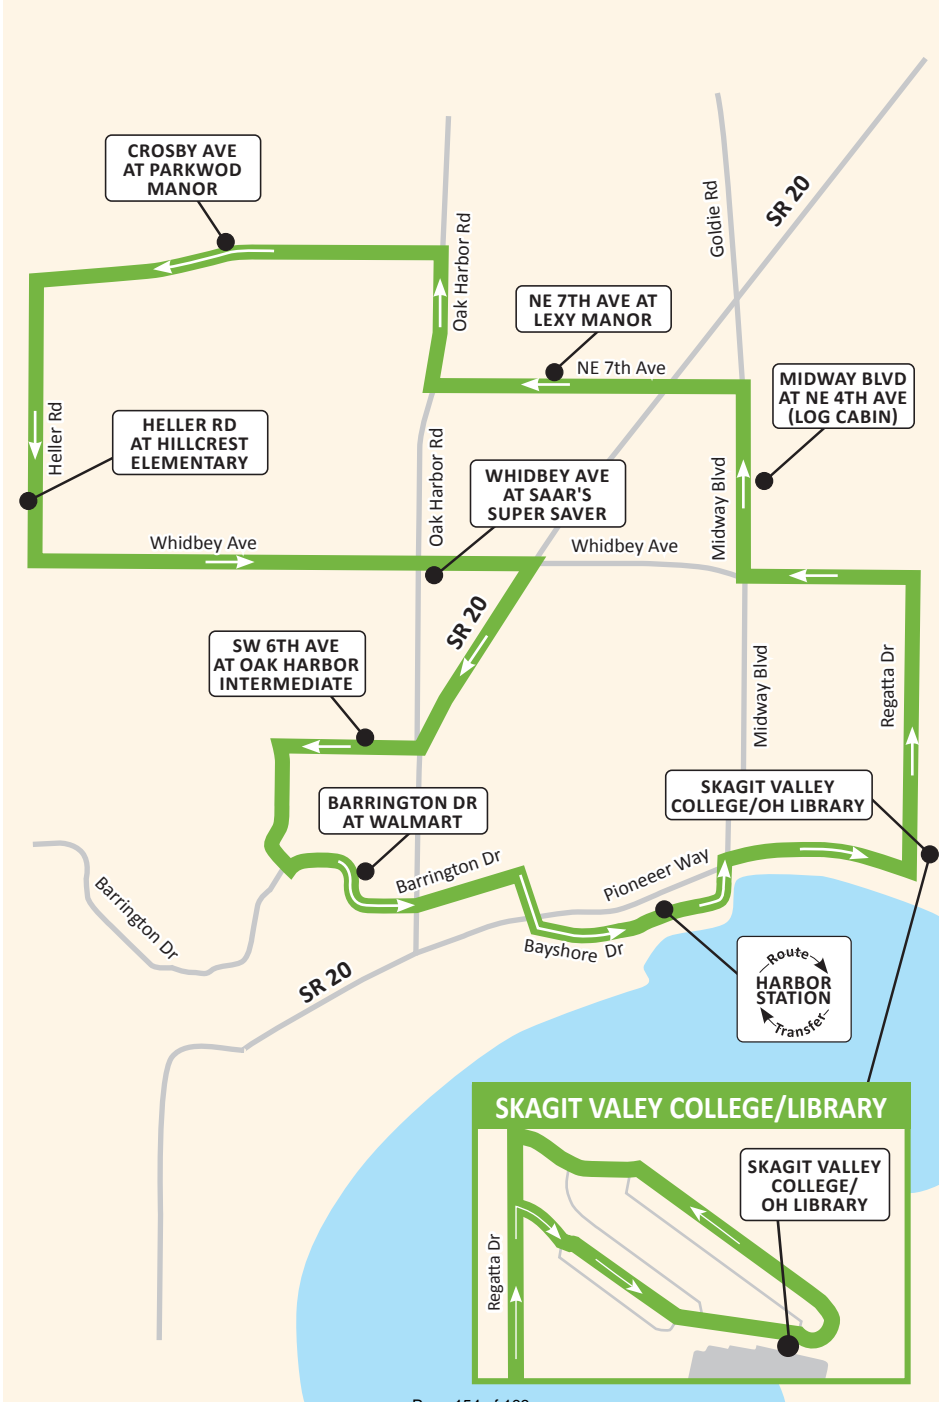 CROSBY AVE
AT PARKWOD
MANOR
Oak Harbor Rd
Goldie Rd
SR 20
NE 7TH AVE AT
LEXY MANOR
NE 7th Ave
MIDWAY BLVD
AT NE 4TH AVE
(LOG CABIN)
Heller Rd
HELLER RD
AT HILLCREST
ELEMENTARY
Oak Harbor Rd
WHIDBEY AVE
AT SAAR'S
SUPER SAVER
Midway Blvd
Whidbey Ave
Whidbey Ave
SR 20
SW 6TH AVE
AT OAK HARBOR
INTERMEDIATE
Midway Blvd
Regatta Dr
SKAGIT VALLEY
COLLEGE/OH LIBRARY
BARRINGTON DR
AT WALMART
Barrington Dr
Pioneeer Way
Barrington Dr
Bayshore Dr
SR 20
Route
HARBOR
STATION
Transfer
SKAGIT VALEY COLLEGE/LIBRARY
SKAGIT VALLEY
COLLEGE/
OH LIBRARY
Regatta Dr